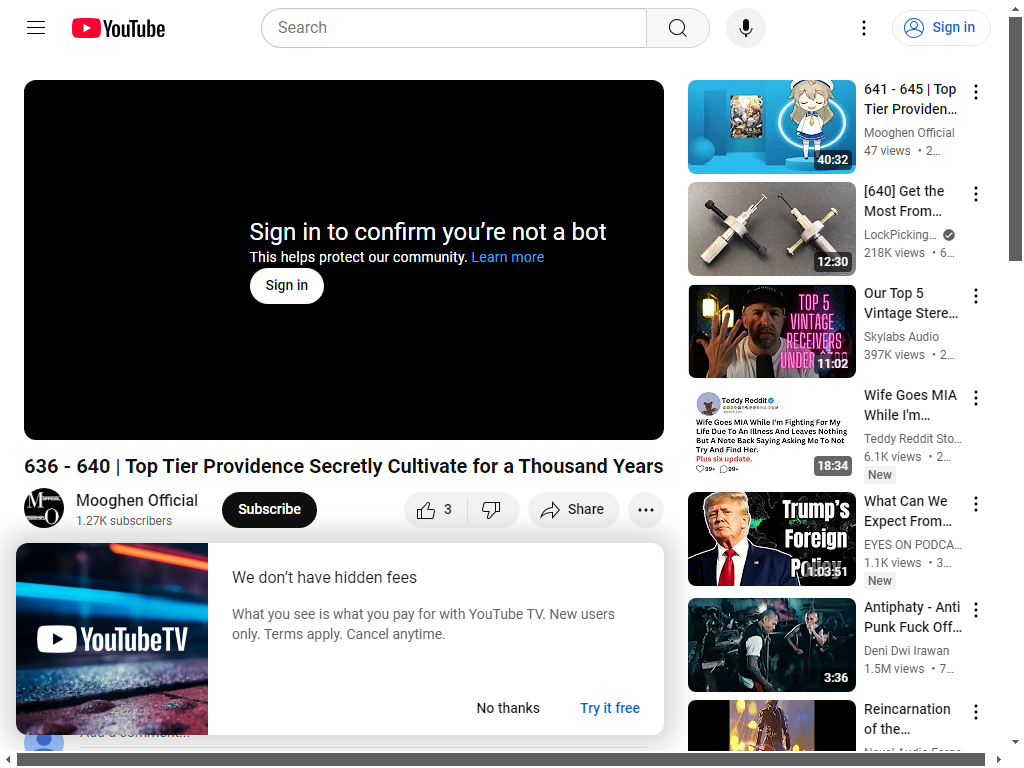 YouTube
Search
Sign in
Sign in to confirm you’re not a bot
This helps protect our community. Learn more
Sign in
636 - 640 | Top Tier Providence Secretly Cultivate for a Thousand Years
Mooghen Official
1.27K subscribers
Subscribe
3
Share
YouTubeTV
We don’t have hidden fees
What you see is what you pay for with YouTube TV. New users
only. Terms apply. Cancel anytime.
No thanks
Try it free
40:32
641 - 645 | Top
Tier Providen...
Mooghen Official
47 views • 2...
12:30
[640] Get the
Most From...
LockPicking...
218K views • 6...
TOP 5
VINTAGE
RECEIVERS
UNDER
11:02
Our Top 5
Vintage Stere...
Skylabs Audio
397K views • 2...
Teddy Reddit
Wife Goes MIA While I'm Fighting For My
Life Due To An Illness And Leaves Nothing
But A Note Back Saying Asking Me To Not
Try And Find Her.
Plus six update.
99+ 99+
18:34
Wife Goes MIA
While I'm...
Teddy Reddit Sto...
6.1K views • 2...
New
Trump's
Foreign
1:03:51
What Can We
Expect From...
EYES ON PODCA...
1.1K views • 3...
New
3:36
Antiphaty - Anti
Punk Fuck Off...
Deni Dwi Irawan
1.5M views • 7...
Reincarnation
of the...